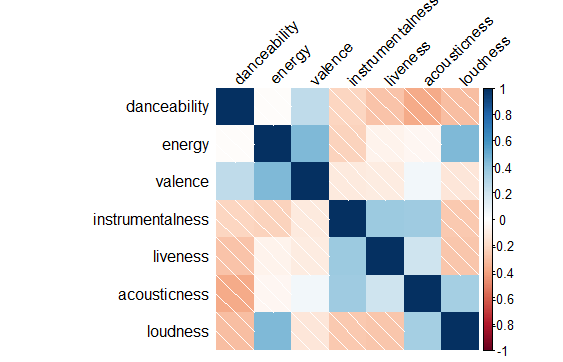 danceability
energy
valence
instrumentalness
liveness
acousticness
loudness
danceability
energy
valence
instrumentalness
liveness
acousticness
loudness
1
0.8
0.6
0.4
0.2
0
-0.2
-0.4
-0.6
-0.8
-1